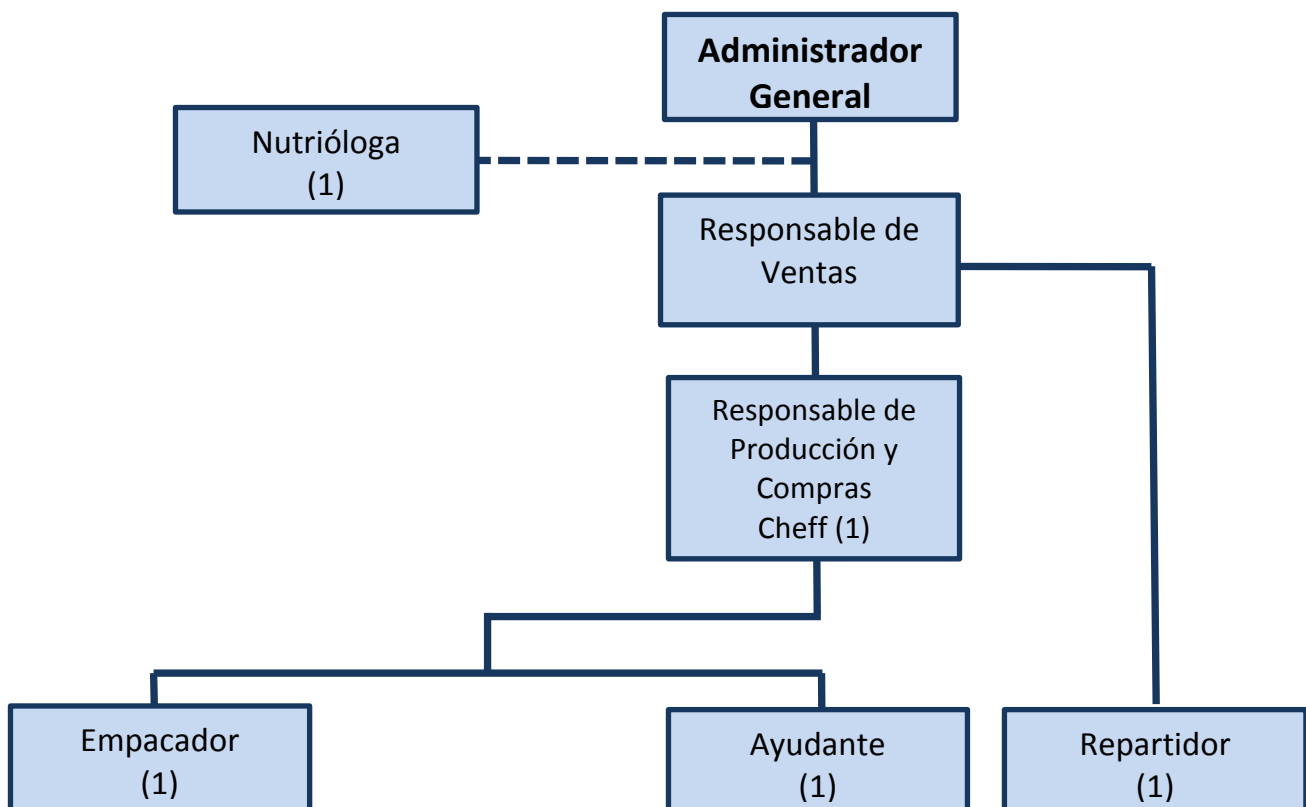 Administrador
General
Nutrióloga
(1)
Responsable de
Ventas
Responsable de
Producción y
Compras
Cheff (1)
Empacador
(1)
Ayudante
(1)
Repartidor
(1)